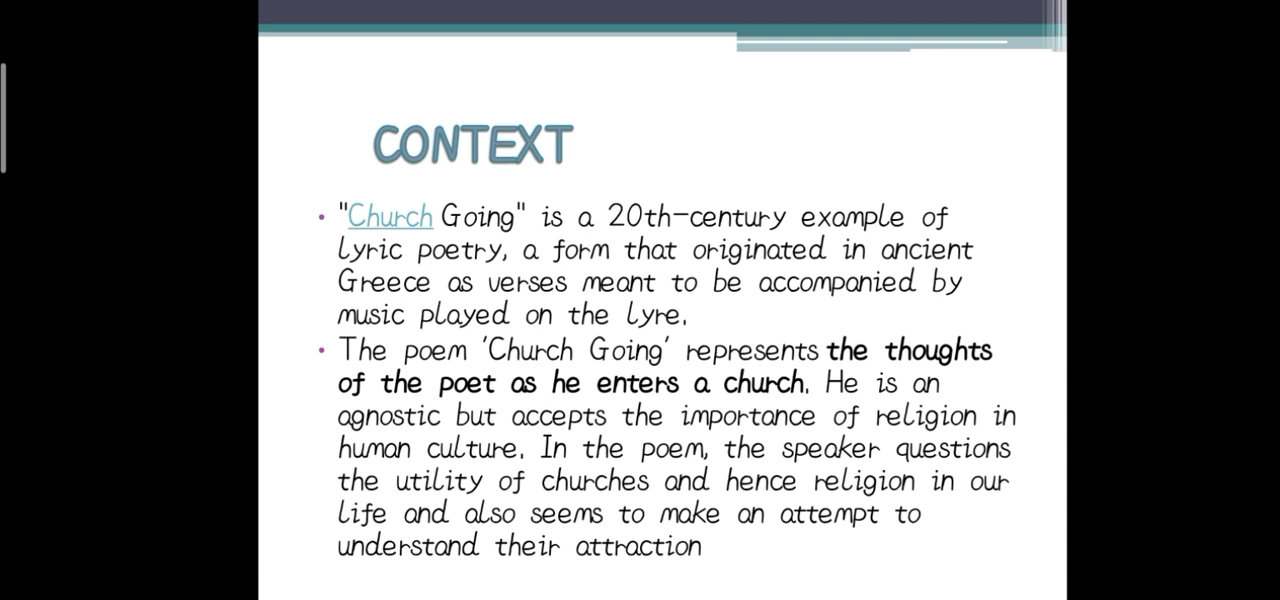 CONTEXT
• "Church Going" is a 20th-century example of
lyric poetry, a form that originated in ancient
Greece as verses meant to be accompanied by
music played on the lyre.
• The poem 'Church Going' represents the thoughts
of the poet as he enters a church. He is an
agnostic but accepts the importance of religion in
human culture. In the poem, the speaker questions
the utility of churches and hence religion in our
life and also seems to make an attempt to
understand their attraction